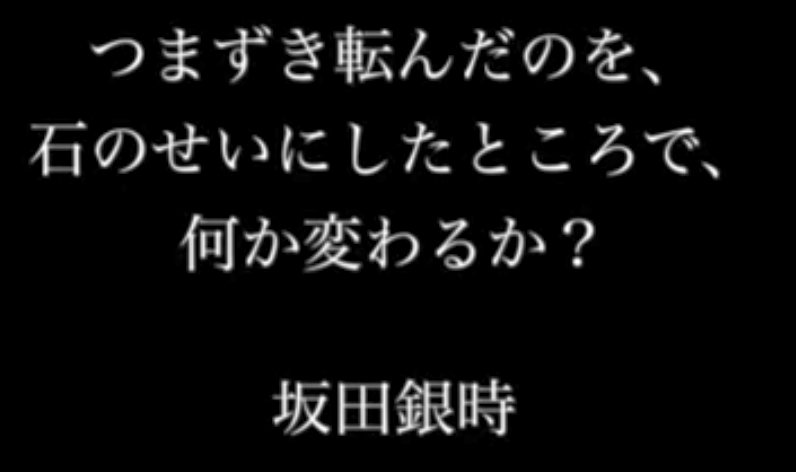 つまずき転んだのを、
石のせいにしたところで、
何か変わるか？
坂田銀時